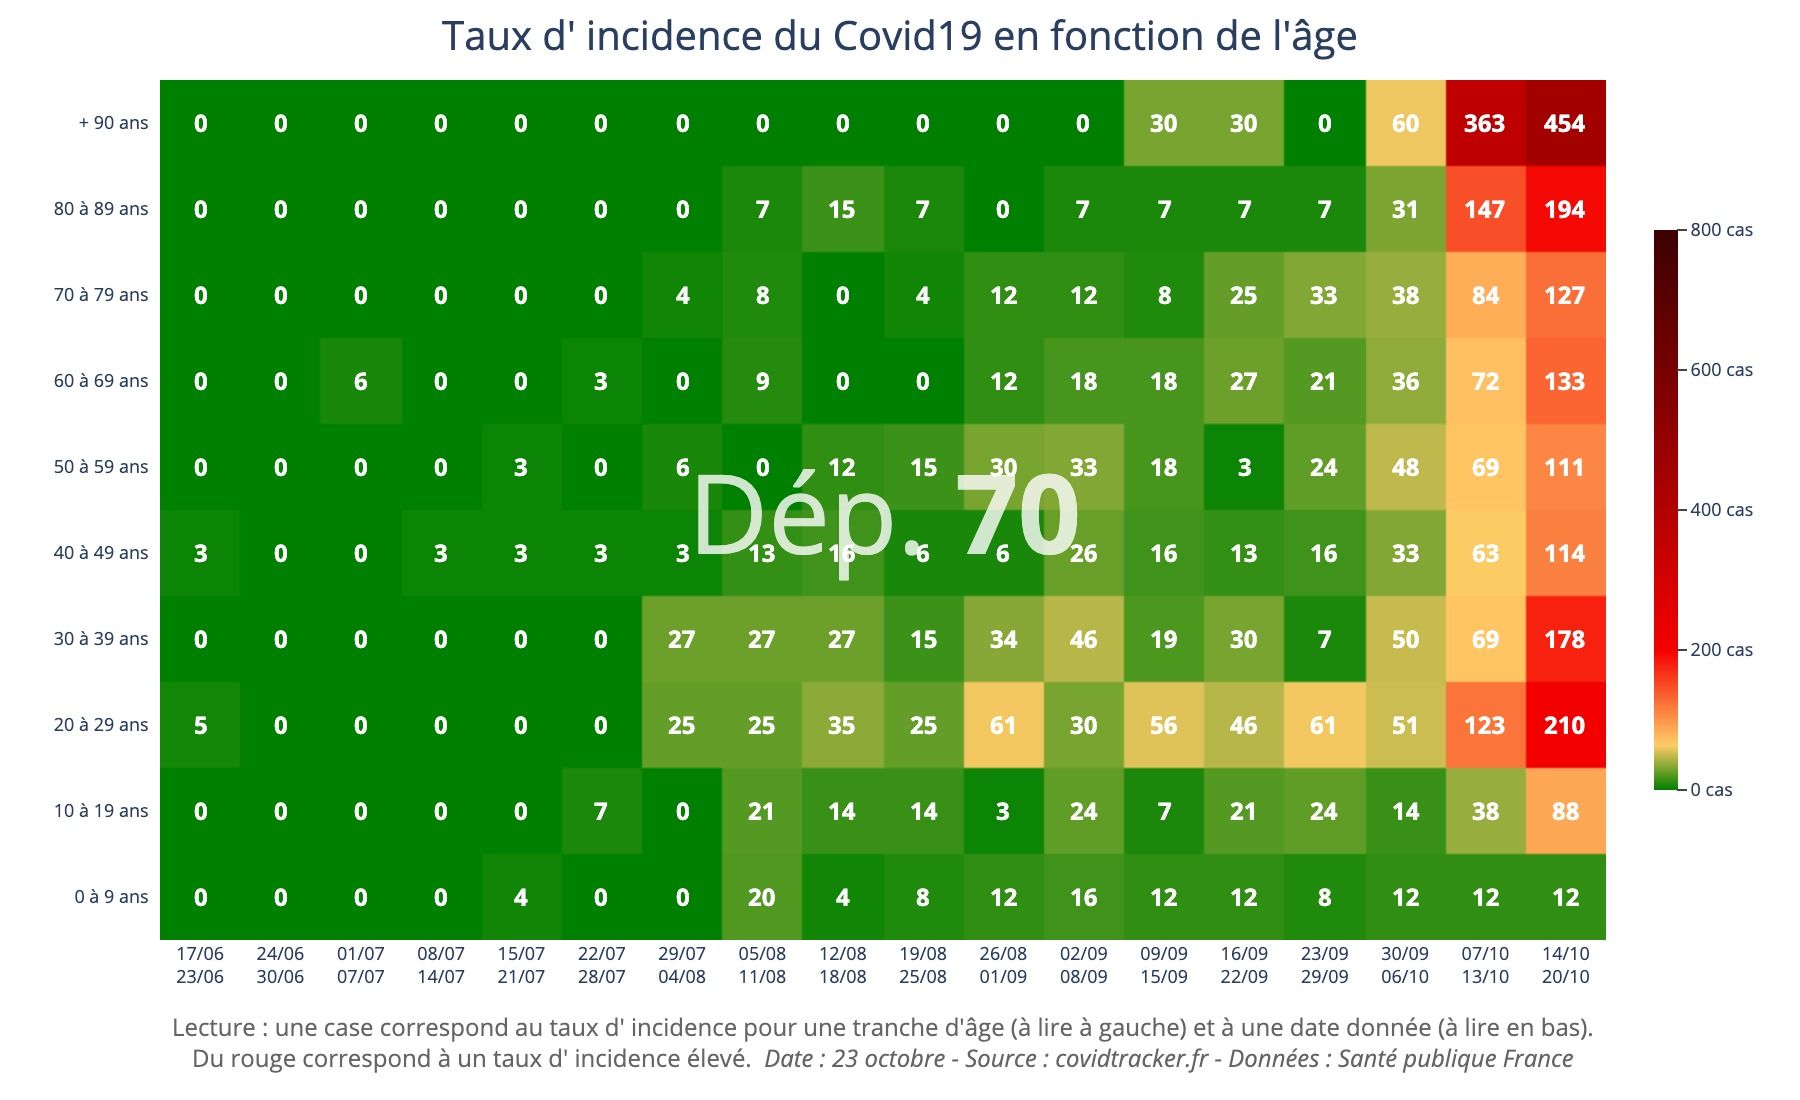 Taux d' incidence du Covid19 en fonction de l'âge
+ 90 ans 0 0 0 0 0 0 0 0 0 0 0 0 30 30 0 60 363 454
80 à 89 ans 0 0 0 0 0 0 0 7 15 7 0 7 7 7 7 31 147 194
800 cas
70 à 79 ans 0 0 0 0 0 0 4 8 0 4 12 12 8 25 33 38 84 127
60 à 69 ans 0 0 6 0 0 3 0 9 0 0 12 18 18 27 21 36 72 133
600 cas
50 à 59 ans 0 0 0 0 3 0 6 0 12 15 30 33 18 3 24 48 69 111
Dép. 70
400 cas
40 à 49 ans 3 0 0 3 3 3 3 13 16 6 6 26 16 13 16 33 63 114
30 à 39 ans 0 0 0 0 0 0 27 27 27 15 34 46 19 30 7 50 69 178
200 cas
20 à 29 ans 5 0 0 0 0 0 25 25 35 25 61 30 56 46 61 51 123 210
0 cas
10 à 19 ans 0 0 0 0 0 7 0 21 14 14 3 24 7 21 24 14 38 88
0 à 9 ans 0 0 0 0 4 0 0 20 4 8 12 16 12 12 8 12 12 12
17/06 24/06 01/07 08/07 15/07 22/07 29/07 05/08 12/08 19/08 26/08 02/09 09/09 16/09 23/09 30/09 07/10 14/10
23/06 30/06 07/07 14/07 21/07 28/07 04/08 11/08 18/08 25/08 01/09 08/09 15/09 22/09 29/09 06/10 13/10 20/10
Lecture : une case correspond au taux d' incidence pour une tranche d'âge (à lire à gauche) et à une date donnée (à lire en bas).
Du rouge correspond à un taux d' incidence élevé. Date : 23 octobre - Source : covidtracker.fr - Données : Santé publique France